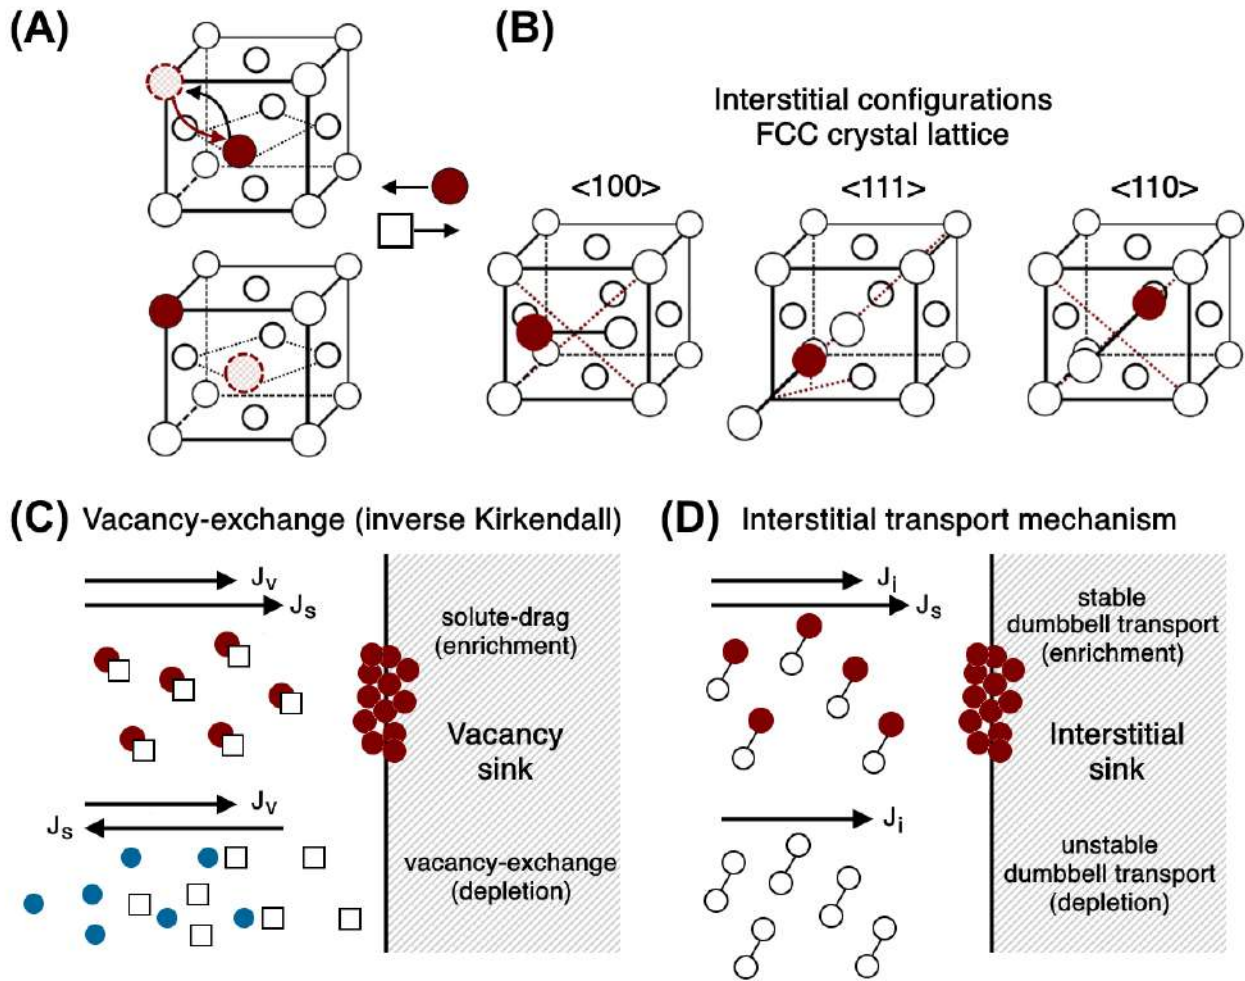 (A)
(B)
Interstitial configurations
FCC crystal lattice
<100>
<111>
<110>
(C) Vacancy-exchange (inverse Kirkendall)
Jv
Js
solute-drag
(enrichment)
Vacancy
sink
Jv
Js
vacancy-exchange
(depletion)
(D) Interstitial transport mechanism
Ji
Js
stable
dumbbell transport
(enrichment)
Interstitial
sink
Ji
unstable
dumbbell transport
(depletion)